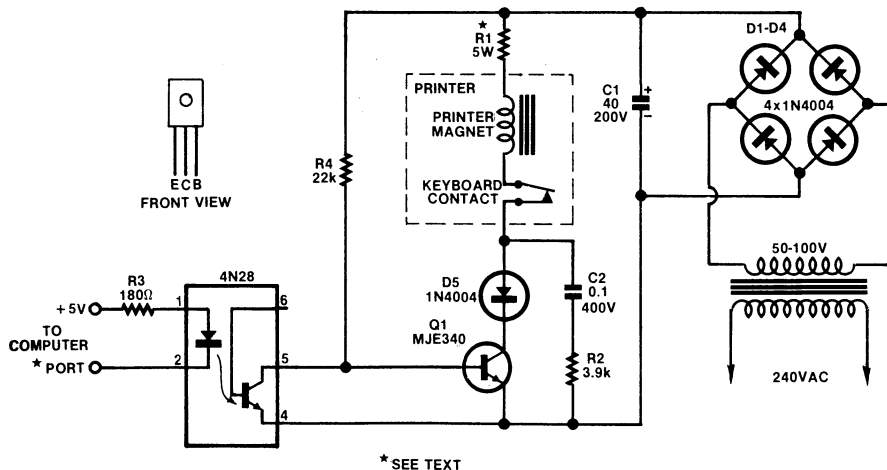 ★
R1
5W
D1-D4
PRINTER
PRINTER
MAGNET
C1
40
200V
+
−
4x1N4004
R4
22k
KEYBOARD
CONTACT
ECB
FRONT VIEW
50-100V
R3
180Ω
4N28
D5
1N4004
C2
0.1
400V
+5V
1
6
Q1
MJE340
TO
COMPUTER
★ PORT
2
5
R2
3.9k
240VAC
4
★ SEE TEXT